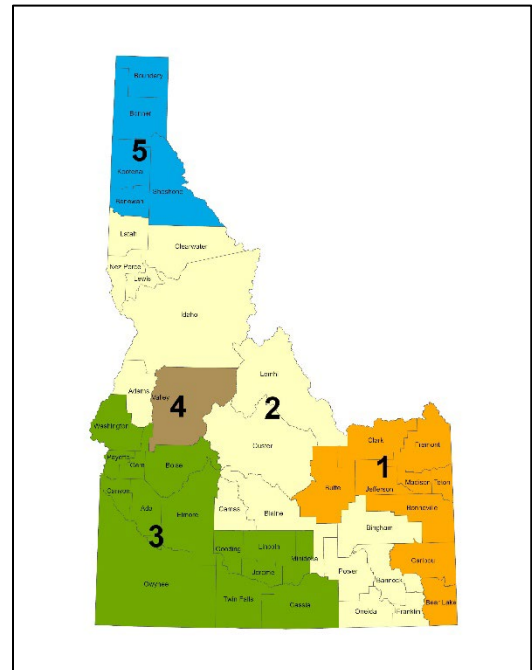 Boundary
Bonner
5
Kootenai
Shoshone
Benewah
Latah
Clearwater
Nez Perce
Lewis
Idaho
Adams
Valley
4
Lemhi
2
Washington
Custer
Payette
Gem
Boise
Canyon
Ada
Elmore
3
Owyhee
Camas
Blaine
Gooding
Lincoln
Jerome
Minidoka
Twin Falls
Cassia
Clark
Fremont
1
Butte
Jefferson
Madison
Teton
Bonneville
Bingham
Power
Bannock
Caribou
Oneida
Franklin
Bear Lake